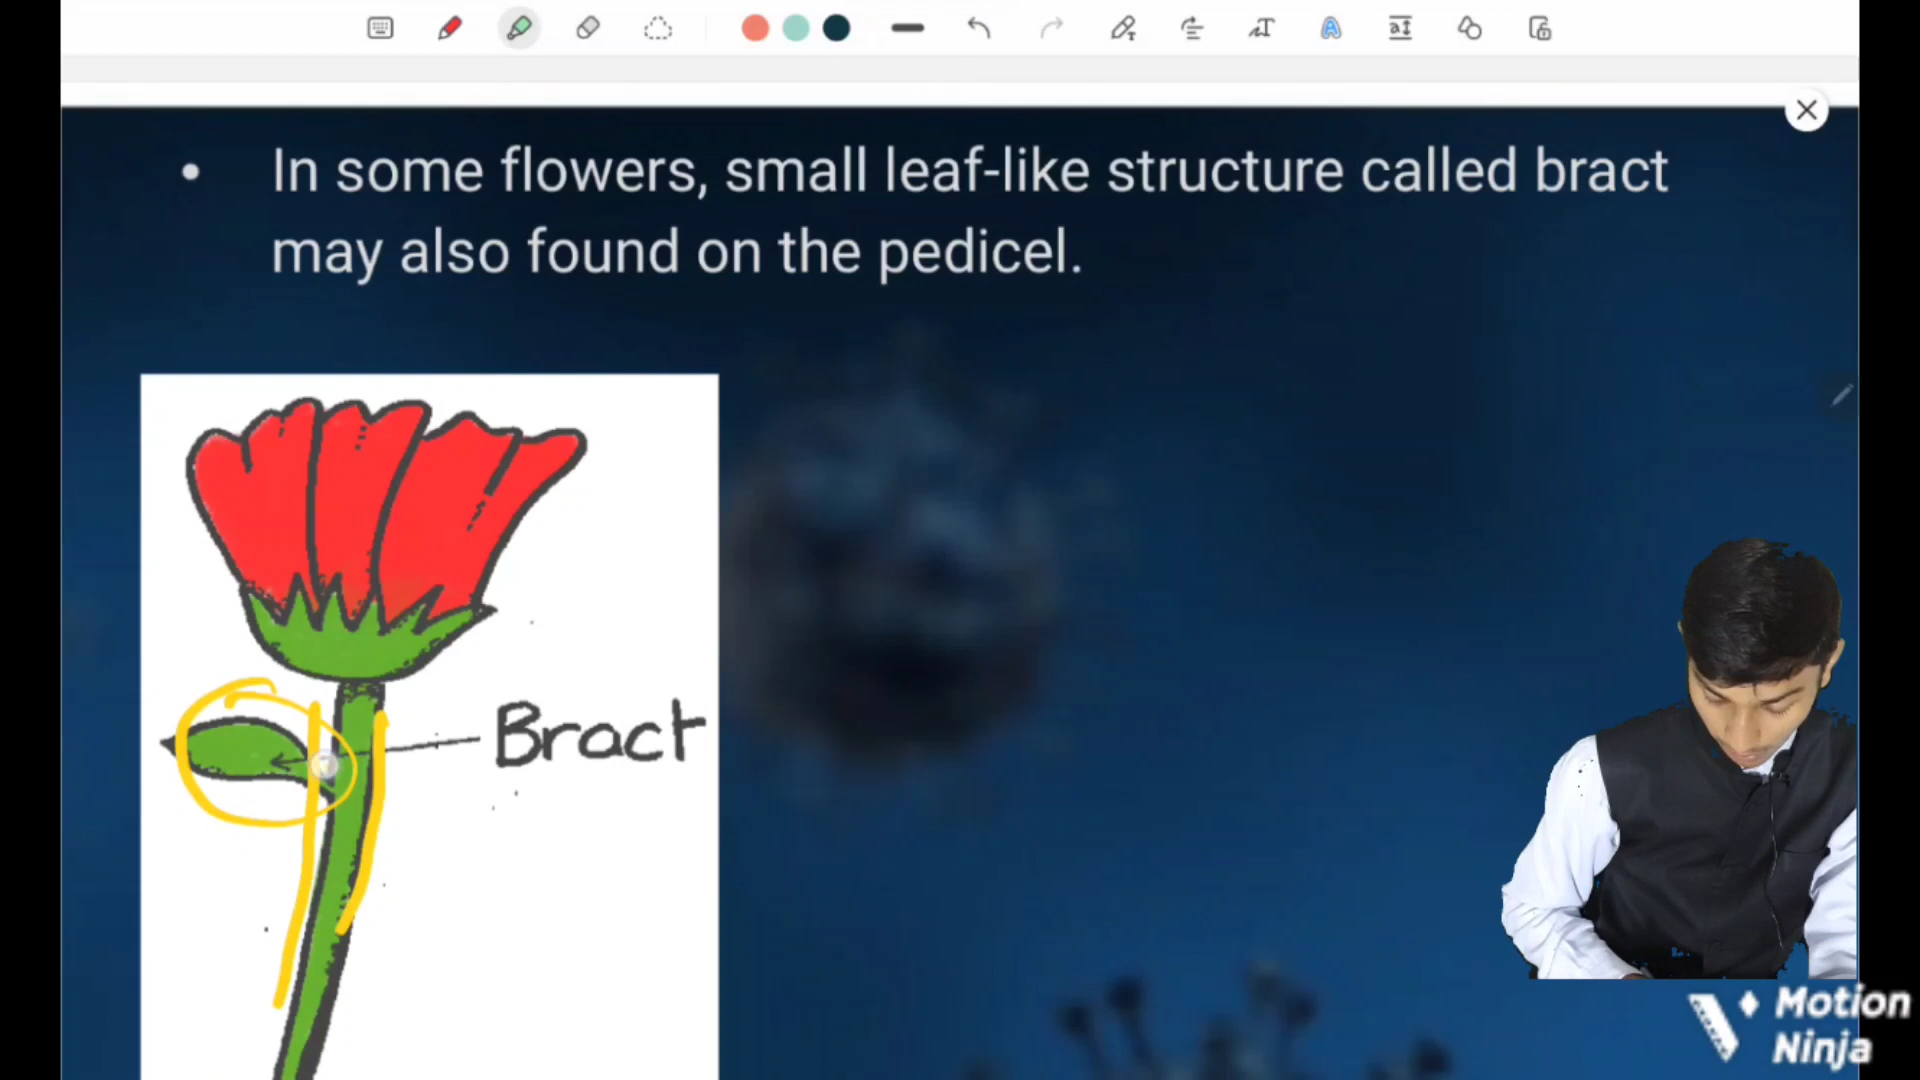 • In some flowers, small leaf-like structure called bract
may also found on the pedicel.
Bract
Motion
Ninja